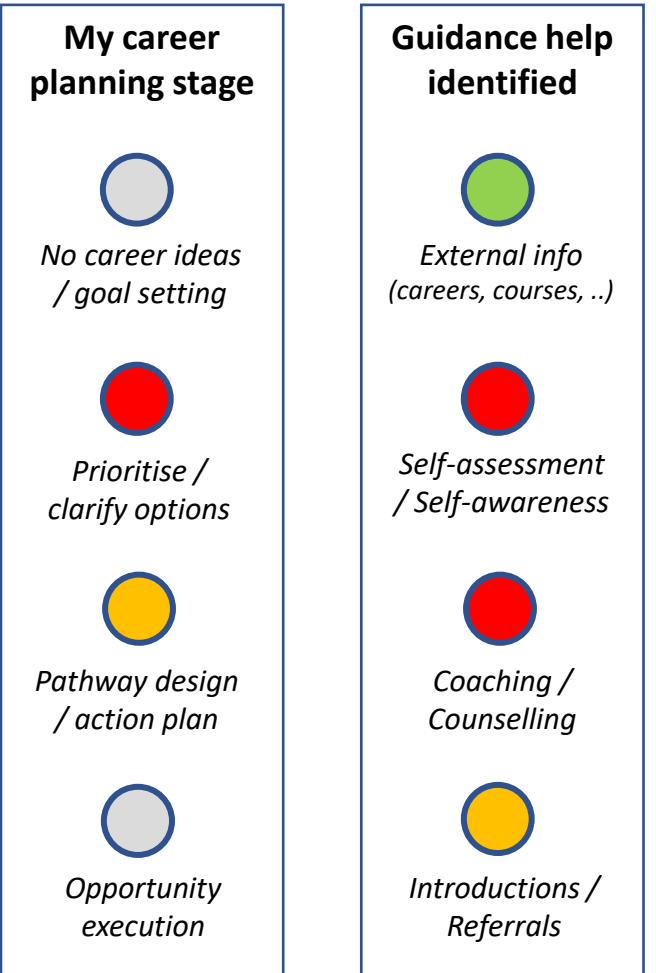 My career
planning stage
No career ideas
/ goal setting
Prioritise /
clarify options
Pathway design
/ action plan
Opportunity
execution
Guidance help
identified
External info
(careers, courses, ..)
Self-assessment
/ Self-awareness
Coaching /
Counselling
Introductions /
Referrals